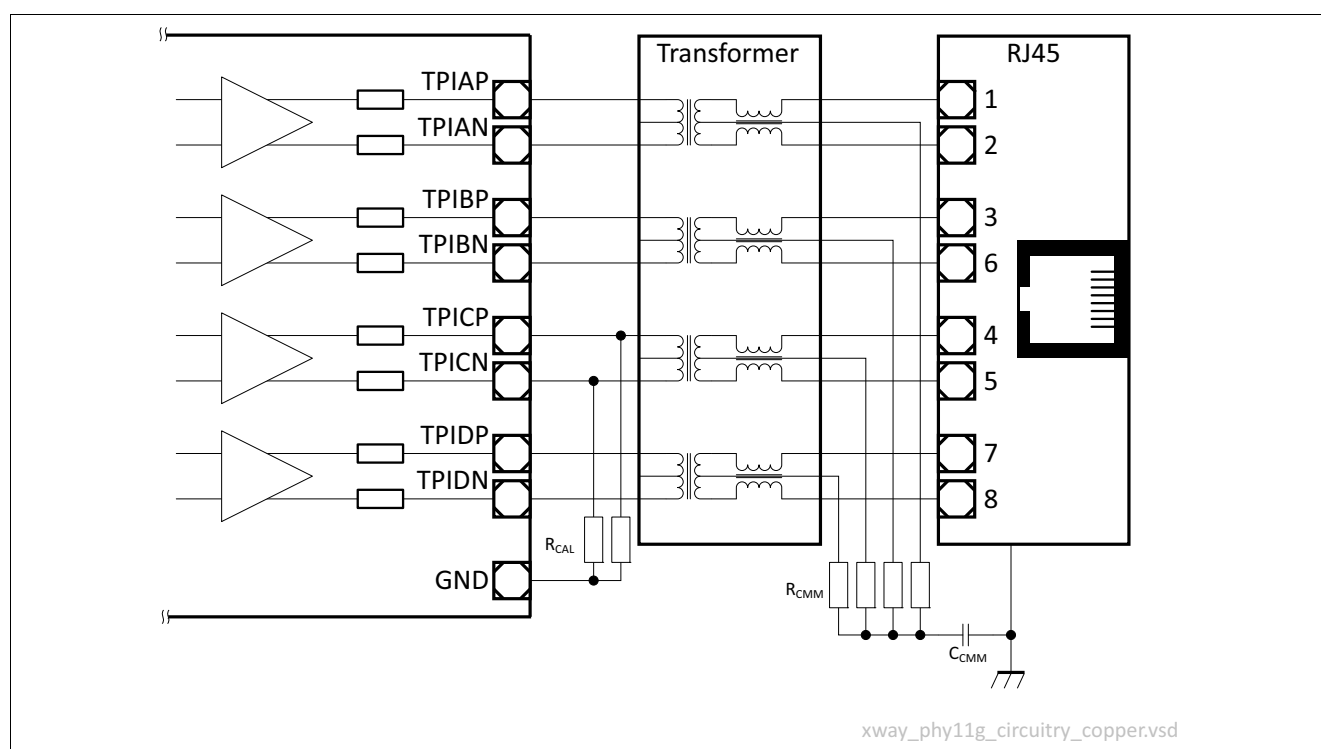 Transformer
RJ45
TPIAP
1
TPIAN
2
TPIBP
3
TPIBN
6
TPICP
4
TPICN
5
TPIDP
7
TPIDN
8
RCAL
GND
RCMM
CCMM
xway_phy11g_circuitry_copper.vsd